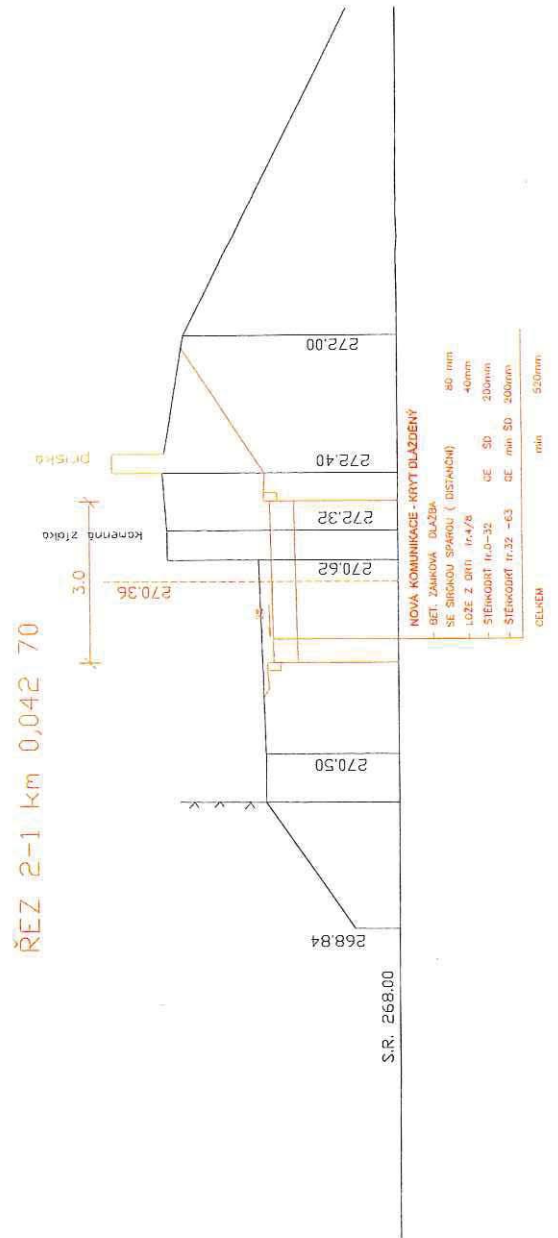 ŘEZ 2-1 km 0,042 70
3.0
270.36
kamenná zídka
přísko
268.84
270.50
270.62
272.32
272.40
272.00
S.R. 268.00
NOVÁ KOMUNIKACE - KRYT DLÁŽDĚNÝ
BET. ZÁMKOVÁ DLAŽBA
SE ŠIROKOU SPÁROU ( DISTANČNÍ) 80 mm
LOŽE Z DRTI fr.4/8 40mm
ŠTĚRKODRŤ fr.0-32 GE ŠD 200mm
ŠTĚRKODRŤ fr.32 -63 GE min ŠD 200mm
CELKEM min 520mm